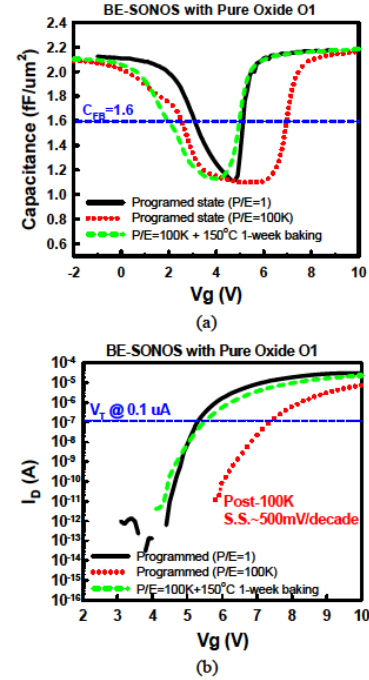 BE-SONOS with Pure Oxide O1
Capacitance (fF/um²)
2.4
2.2
2.0
1.8
1.6
1.4
1.2
1.0
0.8
0.6
C_FB=1.6
Programed state (P/E=1)
Programed state (P/E=100K)
P/E=100K + 150°C 1-week baking
-2 0 2 4 6 8 10
Vg (V)
(a)
BE-SONOS with Pure Oxide O1
I_D (A)
10⁻⁴
10⁻⁵
10⁻⁶
10⁻⁷
10⁻⁸
10⁻⁹
10⁻¹⁰
10⁻¹¹
10⁻¹²
10⁻¹³
10⁻¹⁴
10⁻¹⁵
10⁻¹⁶
V_T @ 0.1 uA
Post-100K
S.S.~500mV/decade
Programmed (P/E=1)
Programmed (P/E=100K)
P/E=100K+150°C 1-week baking
2 3 4 5 6 7 8 9 10
Vg (V)
(b)